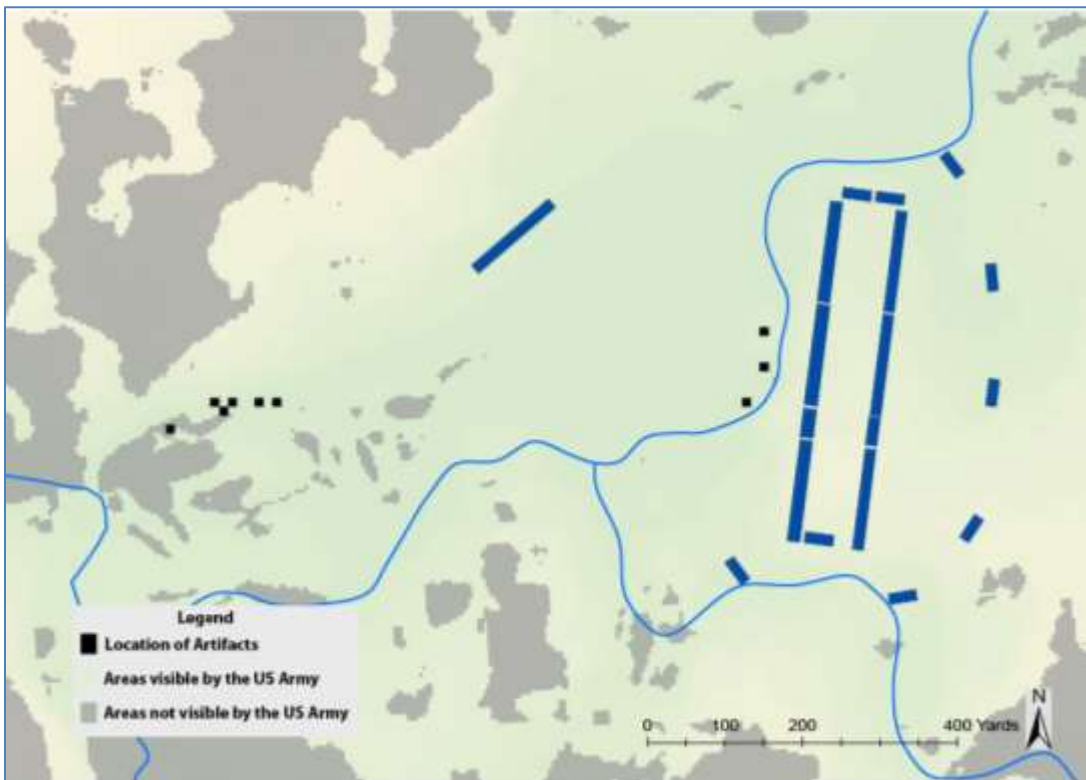 Legend
Location of Artifacts
Areas visible by the US Army
Areas not visible by the US Army
0 100 200 400 Yards
N